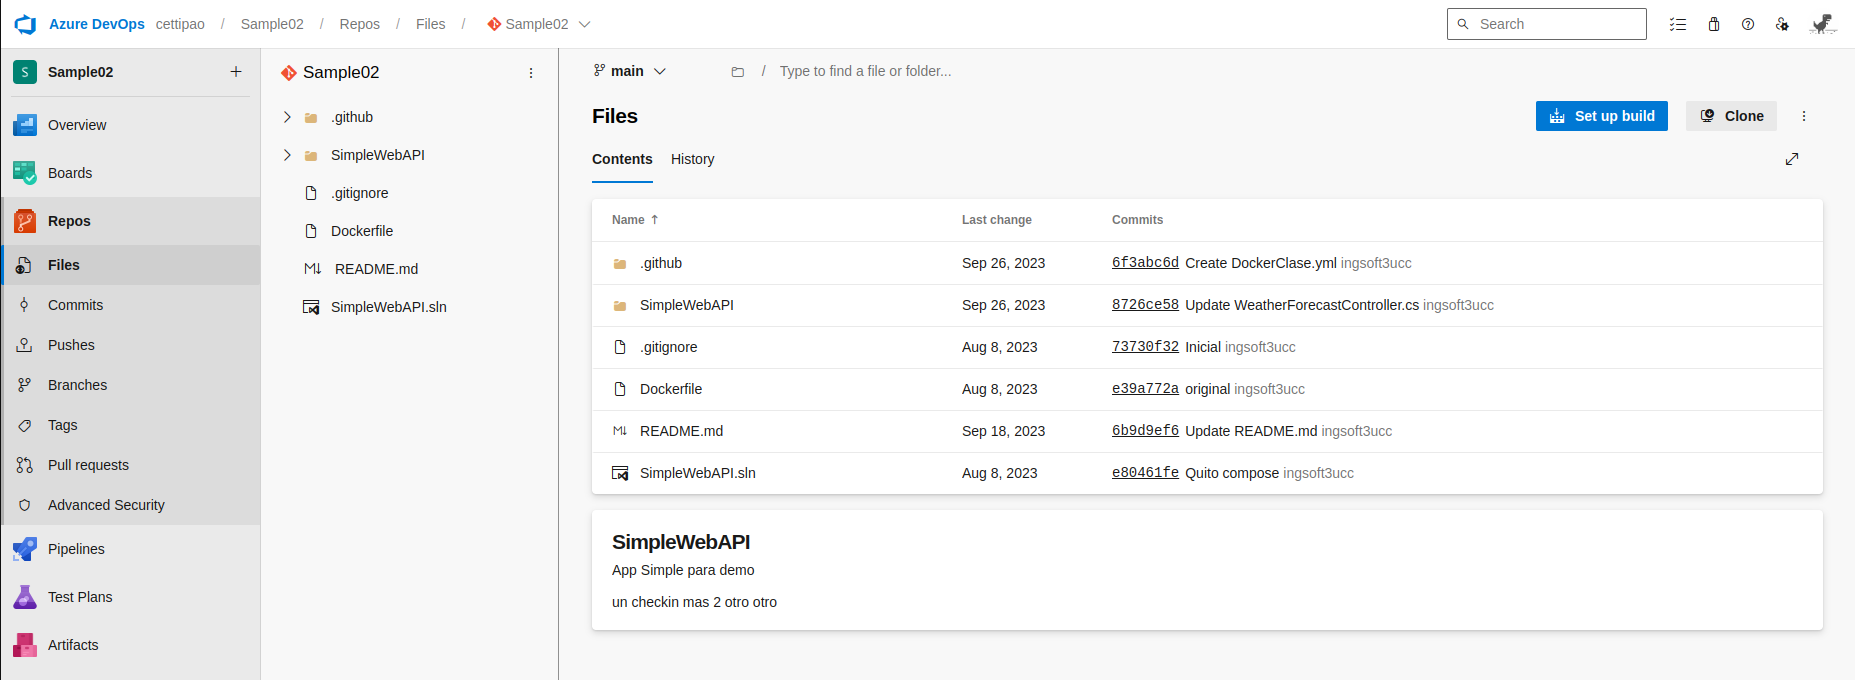 Azure DevOps cettipao / Sample02 / Repos / Files / Sample02
Search
S Sample02
Overview
Boards
Repos
Files
Commits
Pushes
Branches
Tags
Pull requests
Advanced Security
Pipelines
Test Plans
Artifacts
Sample02
.github
SimpleWebAPI
.gitignore
Dockerfile
README.md
SimpleWebAPI.sln
main / Type to find a file or folder...
Files
Set up build
Clone
Contents History
Name Last change Commits
.github Sep 26, 2023 6f3abc6d Create DockerClase.yml ingsoft3ucc
SimpleWebAPI Sep 26, 2023 8726ce58 Update WeatherForecastController.cs ingsoft3ucc
.gitignore Aug 8, 2023 73730f32 Inicial ingsoft3ucc
Dockerfile Aug 8, 2023 e39a772a original ingsoft3ucc
README.md Sep 18, 2023 6b9d9ef6 Update README.md ingsoft3ucc
SimpleWebAPI.sln Aug 8, 2023 e80461fe Quito compose ingsoft3ucc
SimpleWebAPI
App Simple para demo
un checkin mas 2 otro otro